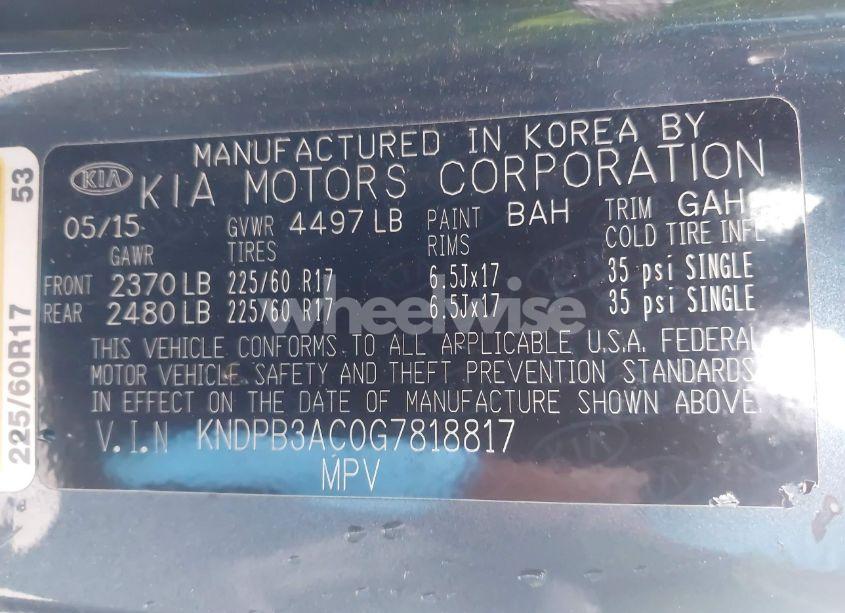 MANUFACTURED IN KOREA BY
KIA KIA MOTORS CORPORATION
05/15 GVWR 4497 LB PAINT BAH TRIM GAH
GAWR TIRES RIMS COLD TIRE INFL
FRONT 2370 LB 225/60 R17 6.5Jx17 35 psi SINGLE
REAR 2480 LB 225/60 R17 6.5Jx17 35 psi SINGLE
THIS VEHICLE CONFORMS TO ALL APPLICABLE U.S.A. FEDERAL
MOTOR VEHICLE SAFETY AND THEFT PREVENTION STANDARDS
IN EFFECT ON THE DATE OF MANUFACTURE SHOWN ABOVE.
V.I.N KNDPB3AC0G7818817
MPV
225/60R17 53
wheelwise